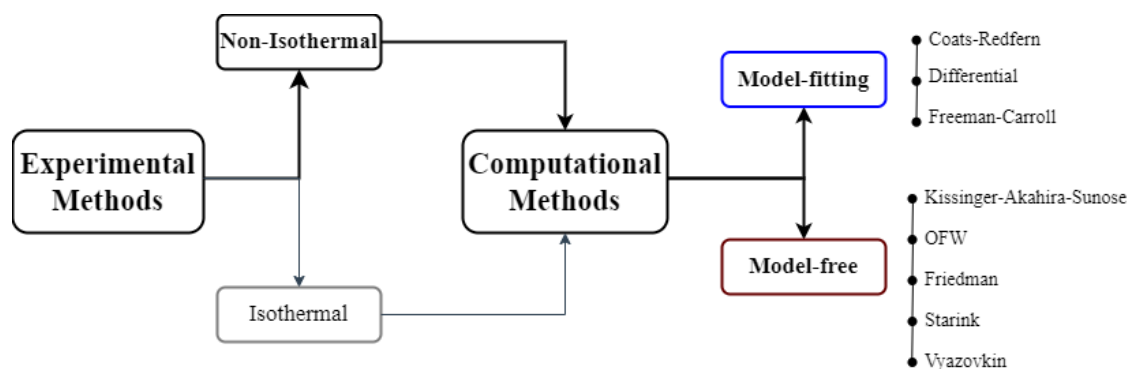 Non-Isothermal
Experimental
Methods
Isothermal
Computational
Methods
Model-fitting
Coats-Redfern
Differential
Freeman-Carroll
Model-free
Kissinger-Akahira-Sunose
OFW
Friedman
Starink
Vyazovkin